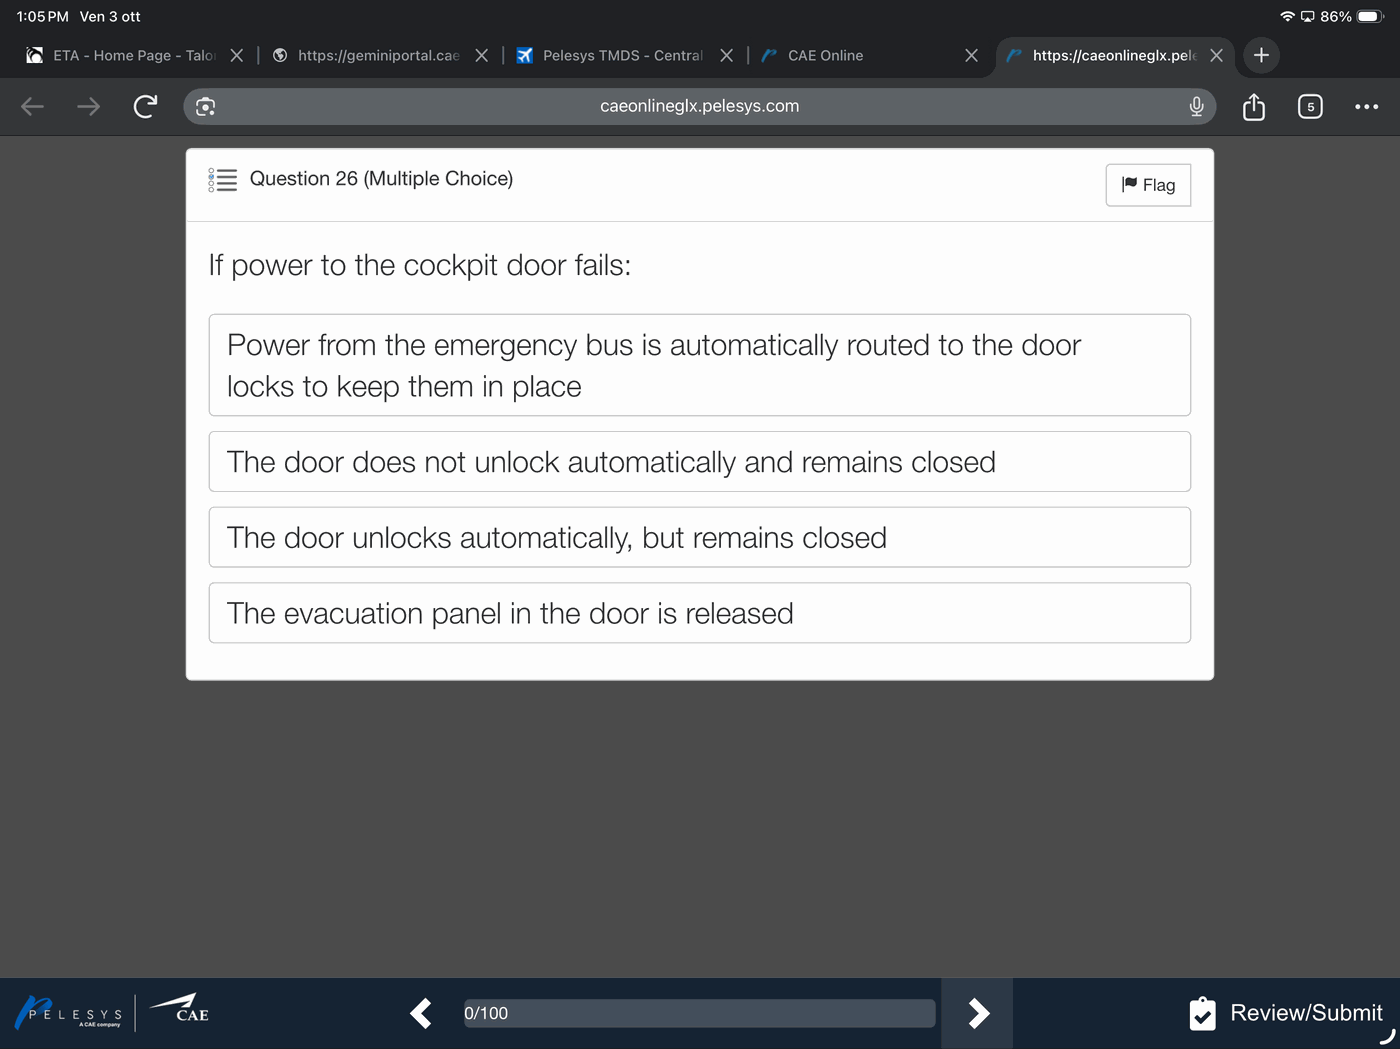 1:05 PM Ven 3 ott
86%
ETA - Home Page - Talo
https://geminiportal.cae
Pelesys TMDS - Central
CAE Online
https://caeonlineglx.pele
caeonlineglx.pelesys.com
5
Question 26 (Multiple Choice)
Flag
If power to the cockpit door fails:
Power from the emergency bus is automatically routed to the door
locks to keep them in place
The door does not unlock automatically and remains closed
The door unlocks automatically, but remains closed
The evacuation panel in the door is released
PELESYS
A CAE company
CAE
0/100
Review/Submit